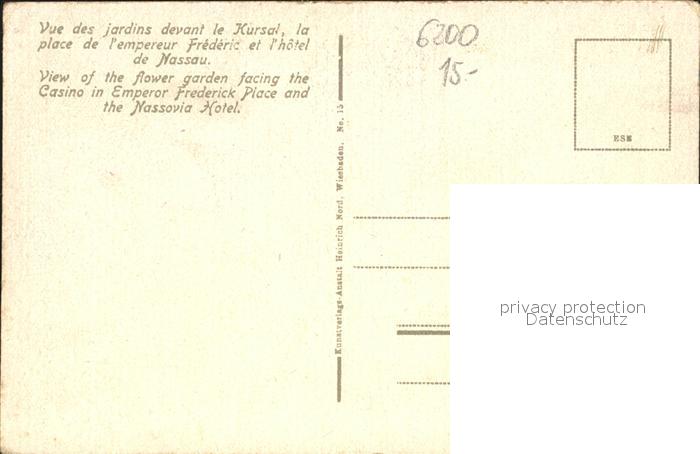 Vue des jardins devant le Kursal, la
place de l'empereur Frédéric et l'hôtel
de Nassau.
View of the flower garden facing the
Casino in Emperor Frederick Place and
the Nassovia Hotel.
Kunstverlags-Anstalt Heinrich Nord, Wiesbaden. No. 15
6200
15.-
ESK
privacy protection
Datenschutz